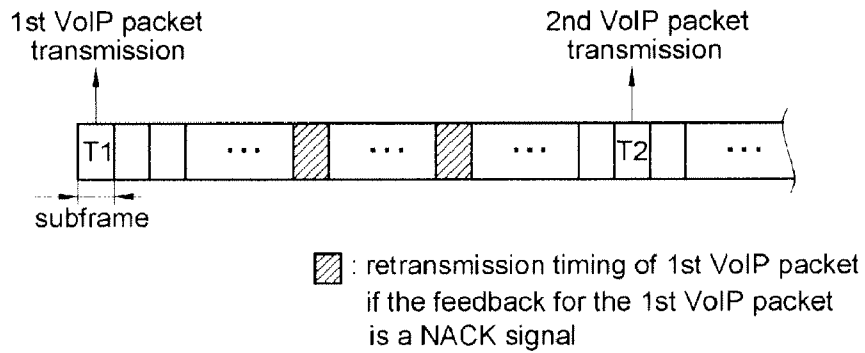 1st VoIP packet
transmission
2nd VoIP packet
transmission
T1
...
...
...
T2
...
subframe
: retransmission timing of 1st VoIP packet
if the feedback for the 1st VoIP packet
is a NACK signal